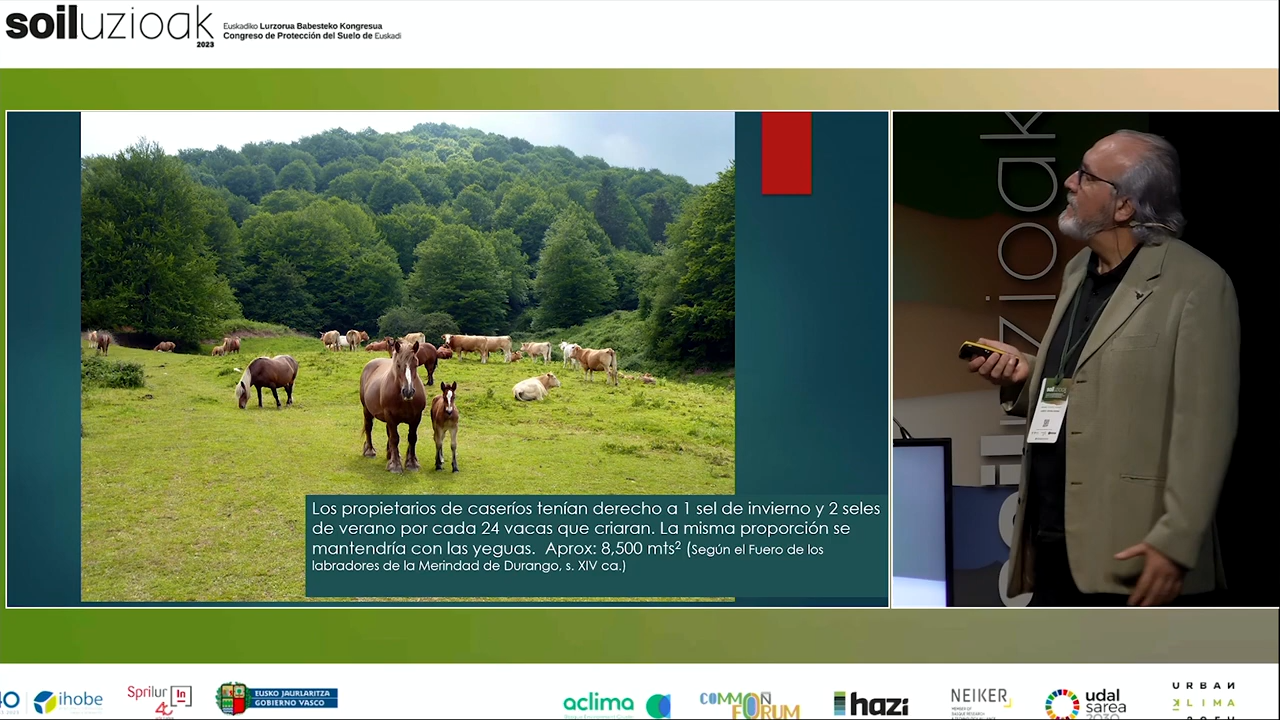 soiluzioak
2023
Euskadiko Lurzorua Babesteko Kongresua
Congreso de Protección del Suelo de Euskadi
Los propietarios de caseríos tenían derecho a 1 sel de invierno y 2 seles
de verano por cada 24 vacas que criaran. La misma proporción se
mantendría con las yeguas. Aprox: 8,500 mts² (Según el Fuero de los
labradores de la Merindad de Durango, s. XIV ca.)
ihobe
Sprilur
In
EUSKO JAURLARITZA
GOBIERNO VASCO
aclima
COMMON
FORUM
hazi
NEIKER
udal
sarea
2030
URBAN
KLIMA